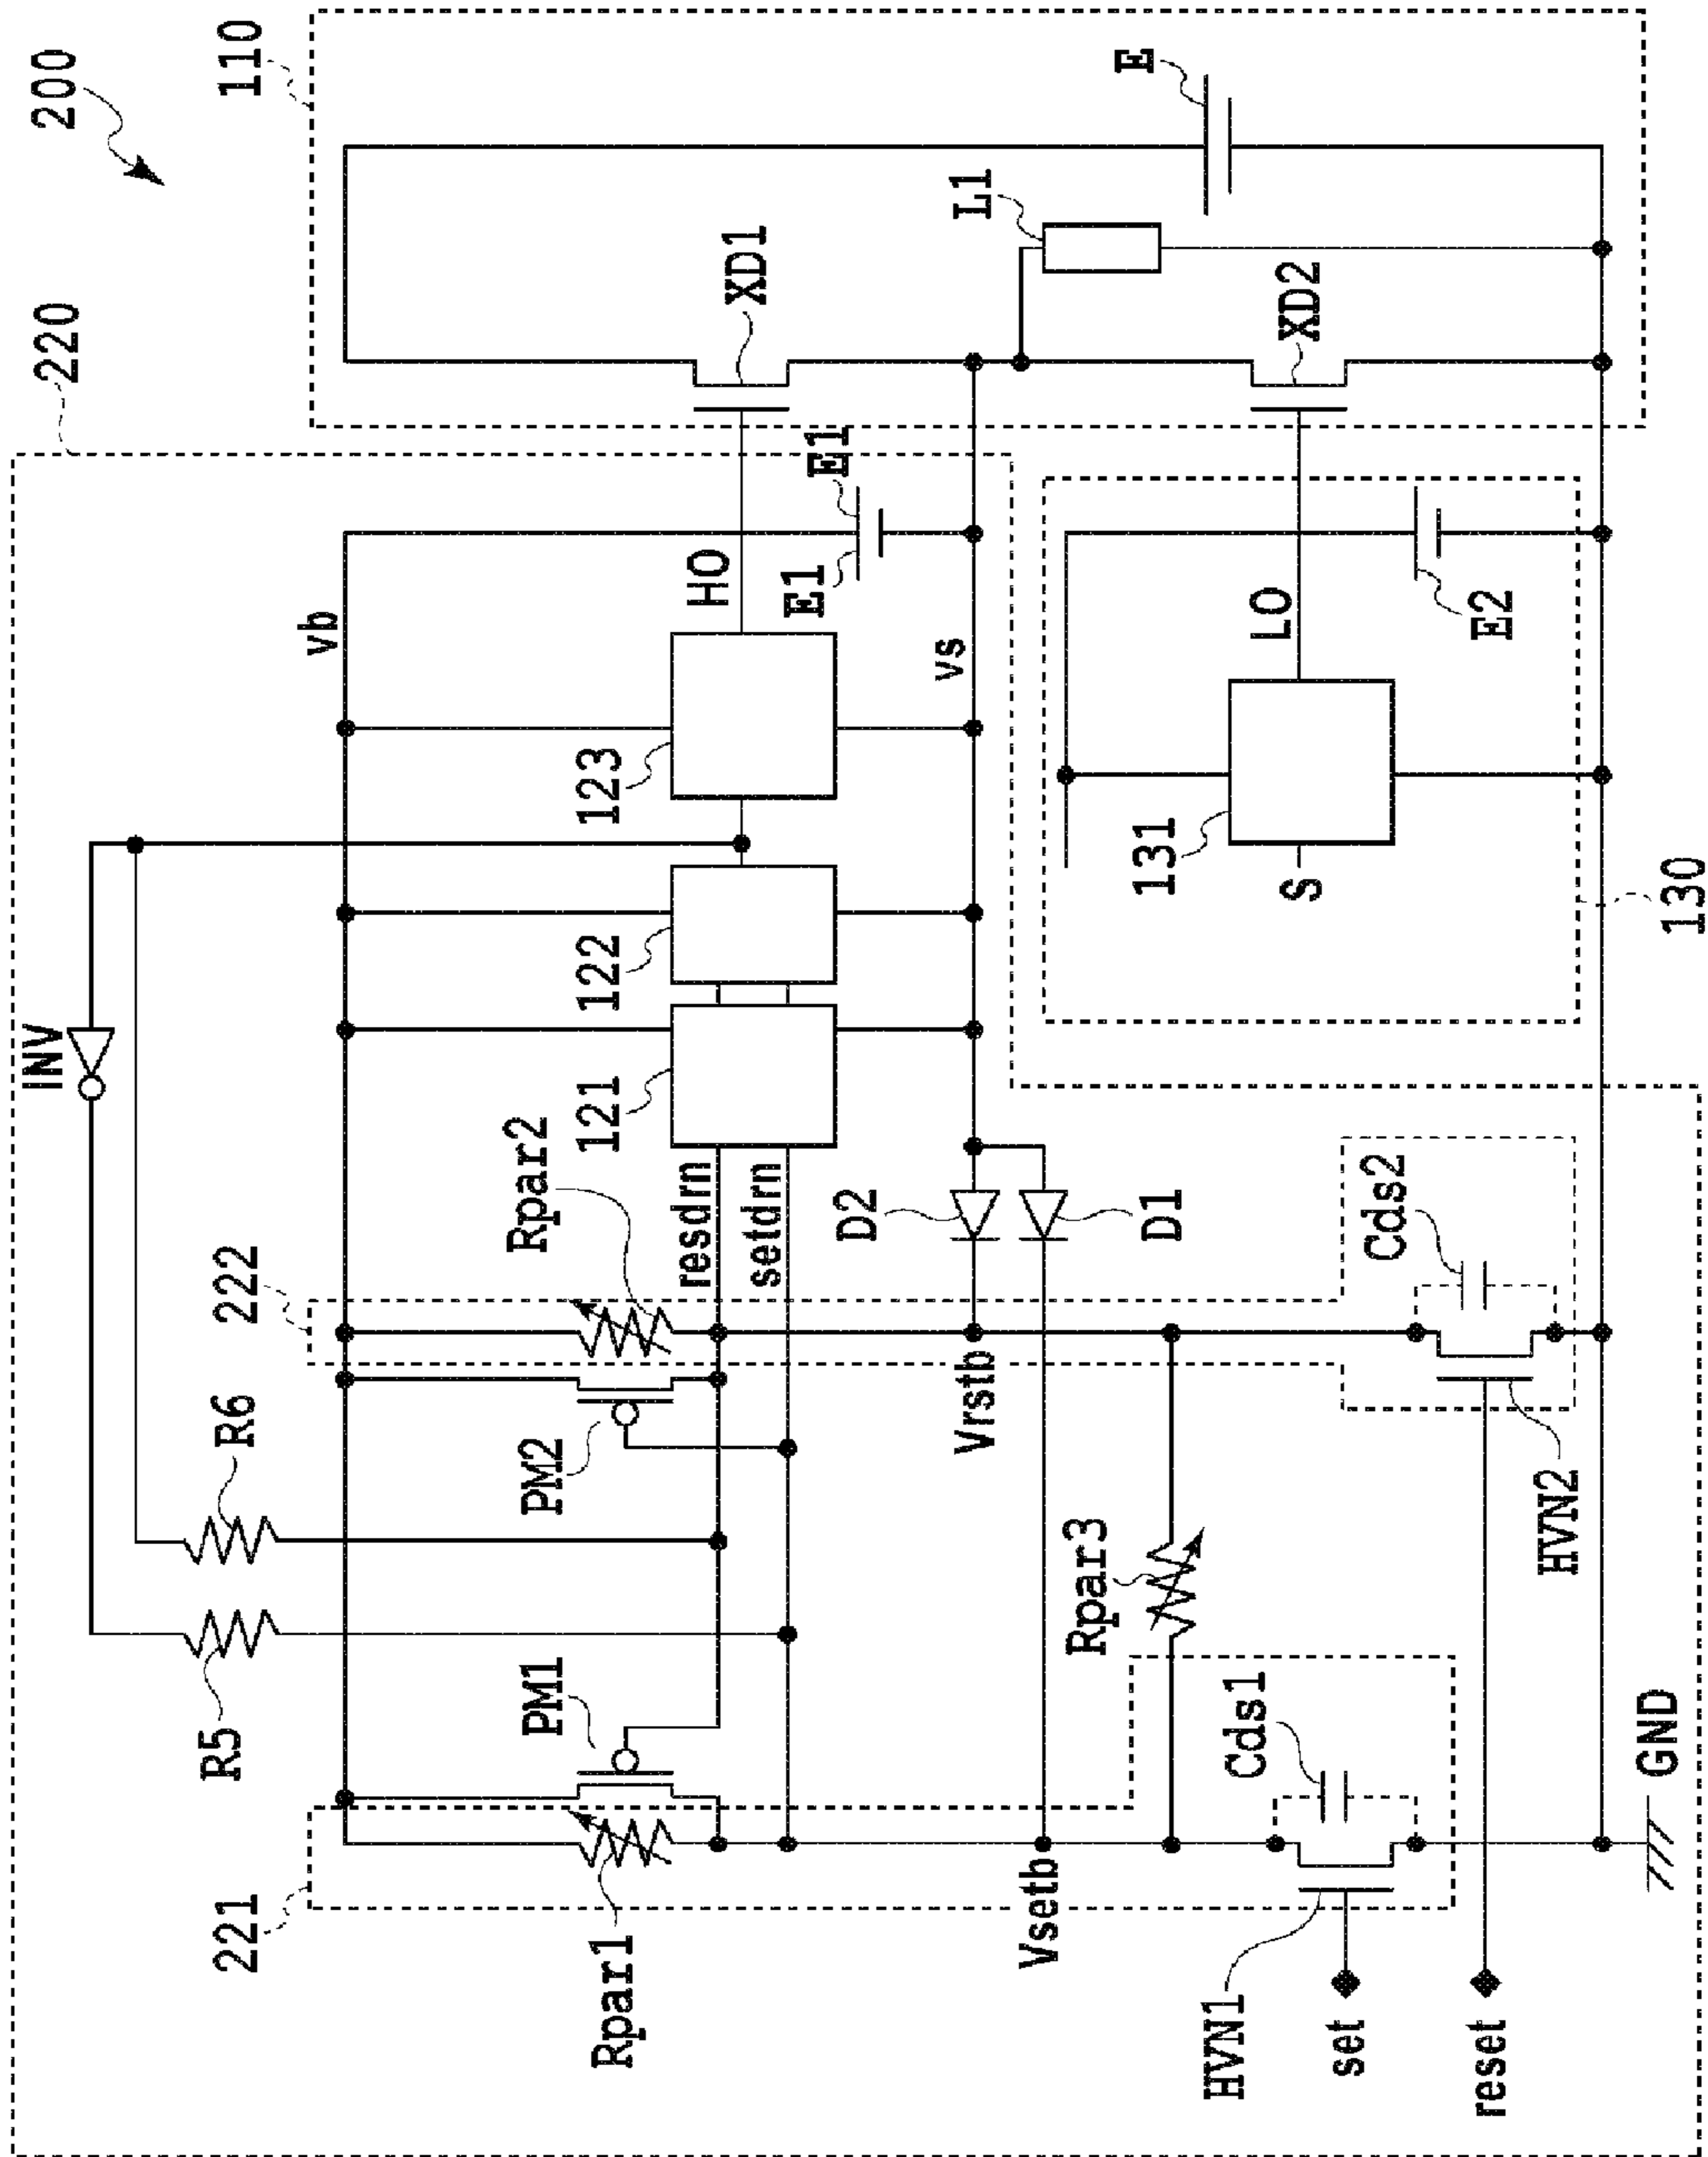 200
110
220
E
L1
XD1
XD2
E1
E1
HO
vb
vs
LO
E2
123
131
S
130
122
INV
121
Rpar2
resdrn
setdrn
D2
D1
Cds2
222
R6
PM2
Vrstb
HVN2
Rpar3
R5
PM1
Cds1
GND
221
Rpar1
Vsetb
HVN1
set
reset